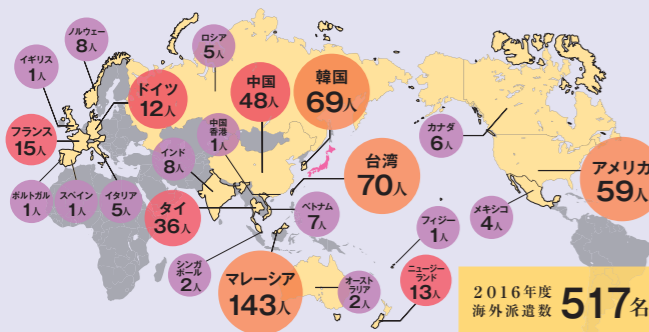 ノルウェー
8人
イギリス
1人
ドイツ
12人
フランス
15人
ポルトガル
1人
スペイン
1人
イタリア
5人
ロシア
5人
中国
48人
韓国
69人
中国
香港
1人
インド
8人
タイ
36人
台湾
70人
ベトナム
7人
シンガ
ポール
2人
マレーシア
143人
オースト
ラリア
2人
フィジー
1人
ニュージー
ランド
13人
カナダ
6人
アメリカ
59人
メキシコ
4人
2016年度
海外派遣数 517名